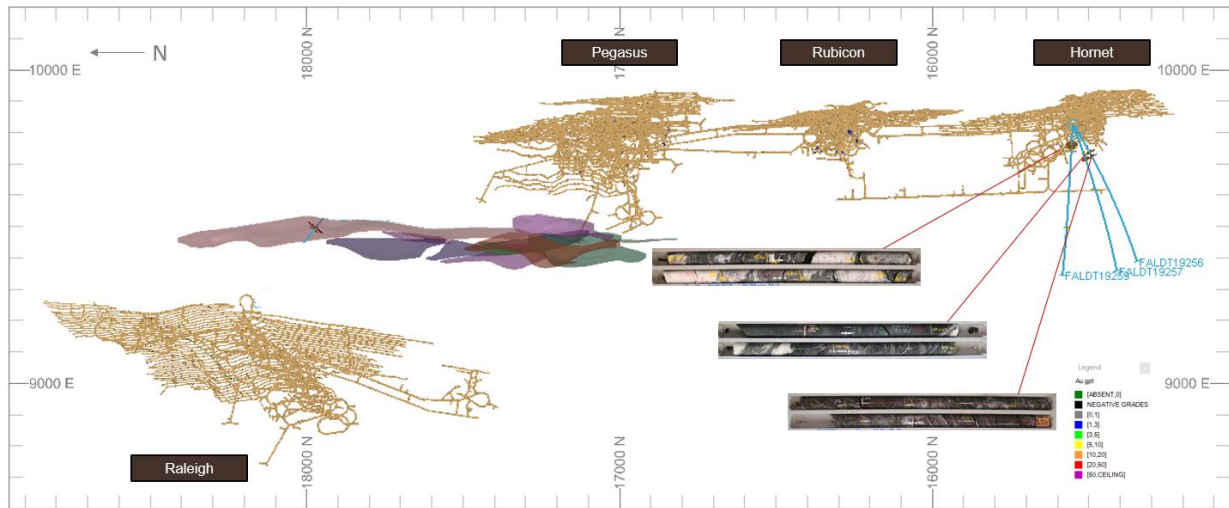 N
18000 N
Pegasus
Rubicon
16000 N
Hornet
10000 E
10000 E
FALDT19256
FALDT19257
FALDT19255
9000 E
9000 E
Legend
Au gpt
[ABSENT,0]
NEGATIVE GRADES
[0,1]
[1,3]
[3,5]
[5,10]
[10,20]
[20,50]
[50,CEILING]
Raleigh
18000 N
17000 N
16000 N